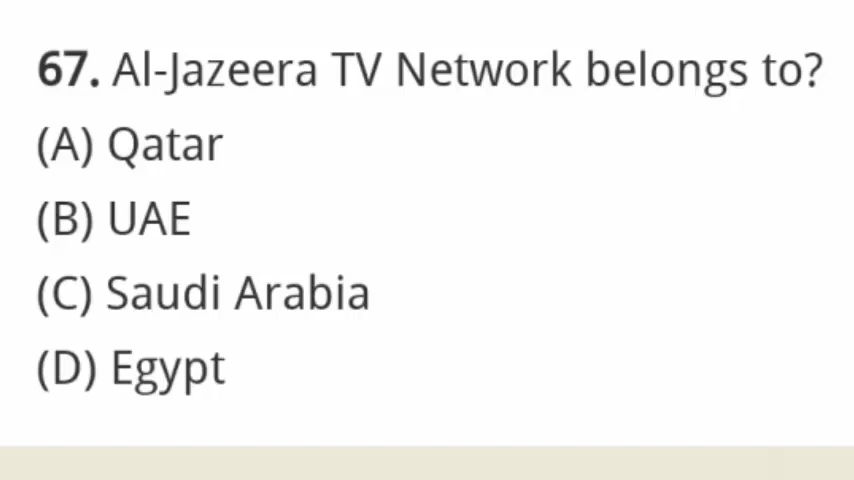 67. Al-Jazeera TV Network belongs to?
(A) Qatar
(B) UAE
(C) Saudi Arabia
(D) Egypt